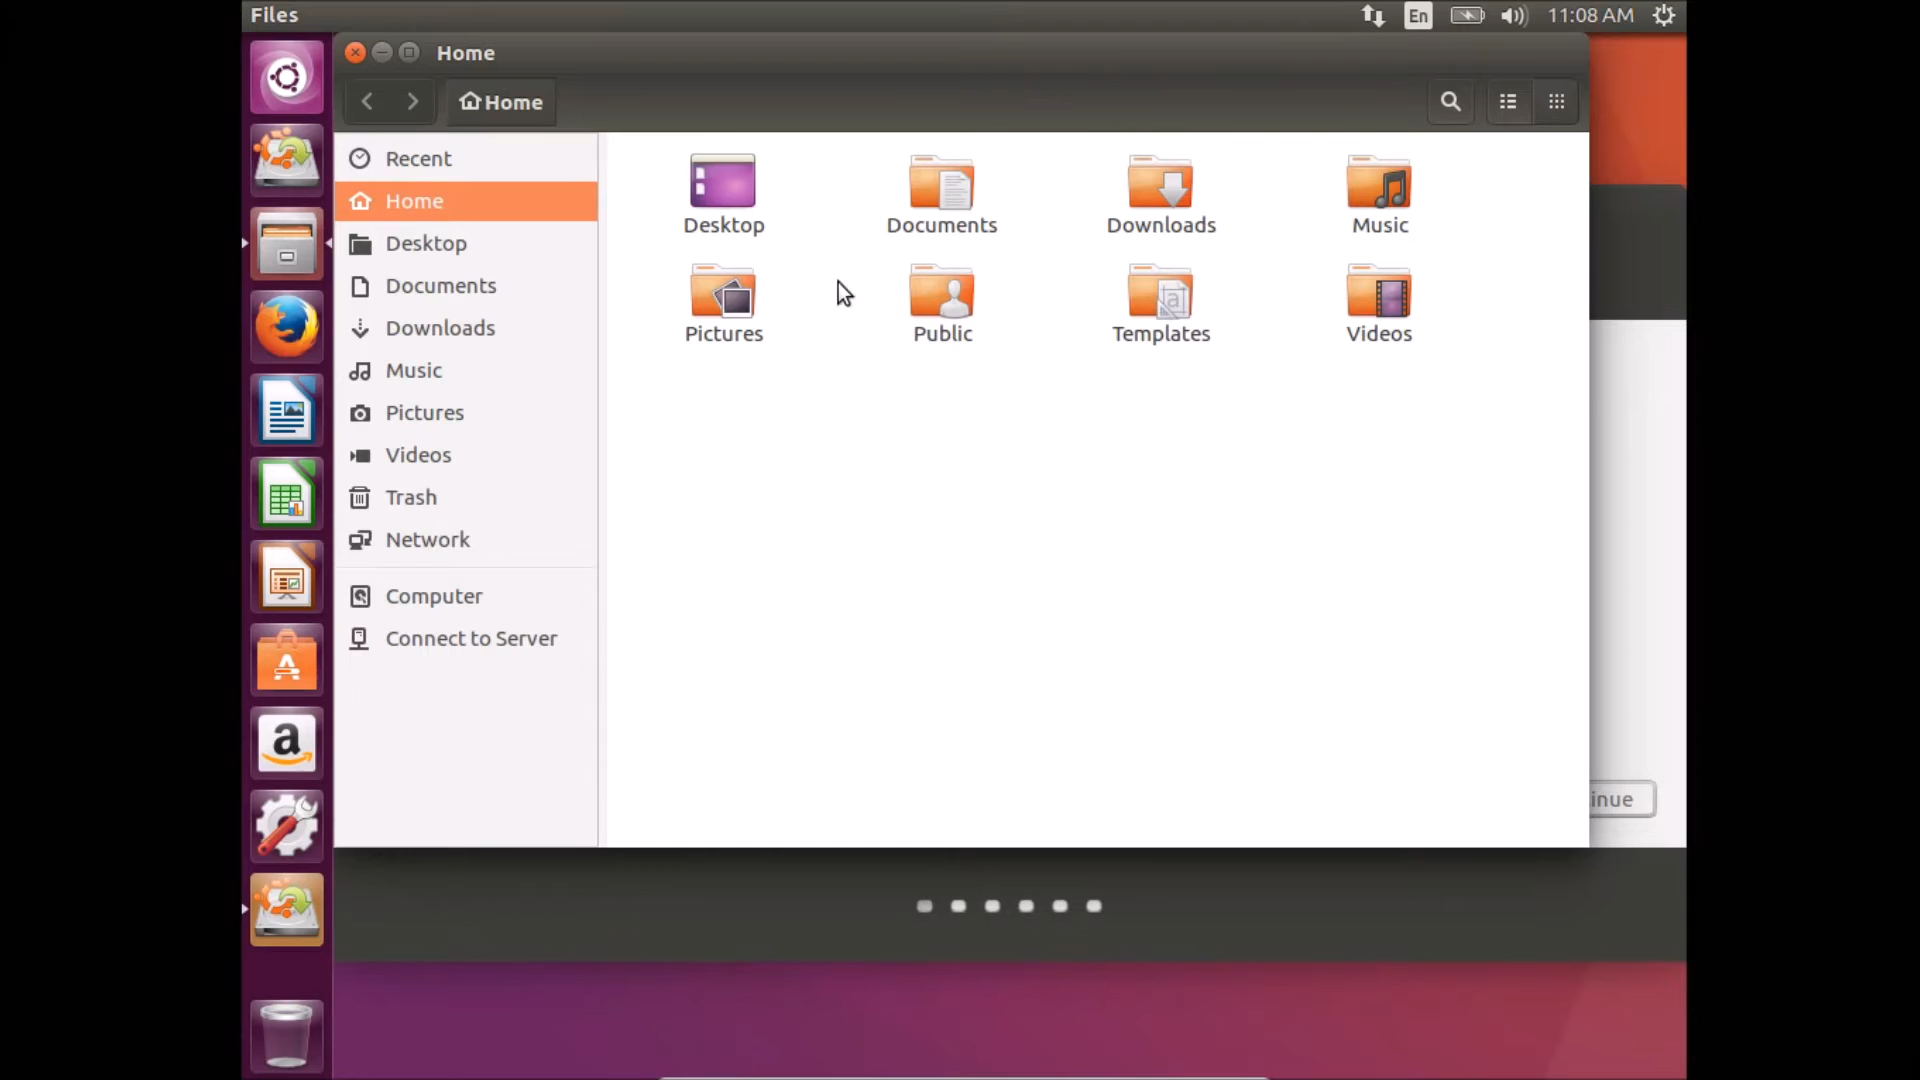 Files
En
11:08 AM
Home
Home
Recent
Home
Desktop
Documents
Downloads
Music
Pictures
Videos
Trash
Network
Computer
Connect to Server
Desktop
Documents
Downloads
Music
Pictures
Public
Templates
Videos
inue
a